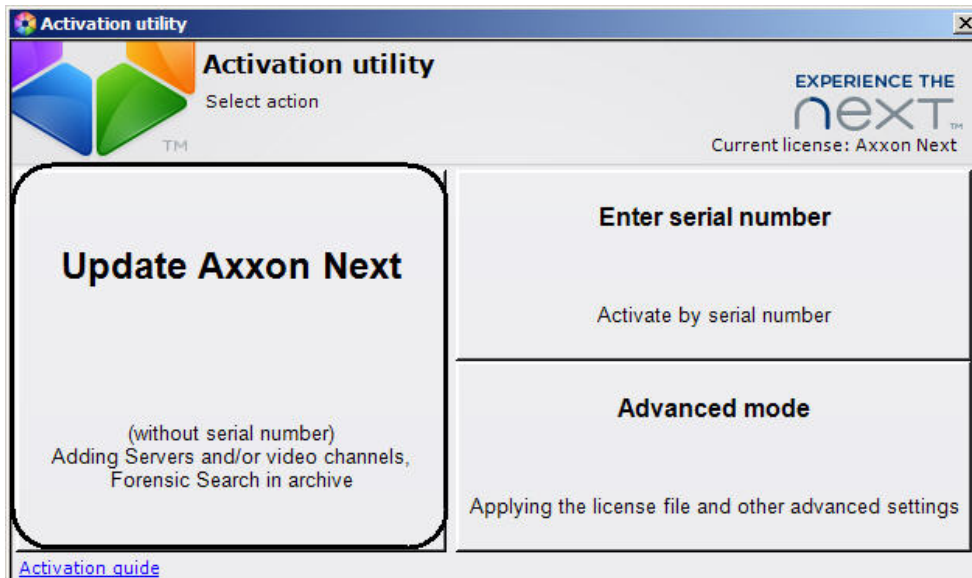 Activation utility
Activation utility
Select action
TM
EXPERIENCE THE
next TM
Current license: Axxon Next
Update Axxon Next
(without serial number)
Adding Servers and/or video channels,
Forensic Search in archive
Enter serial number
Activate by serial number
Advanced mode
Applying the license file and other advanced settings
Activation guide